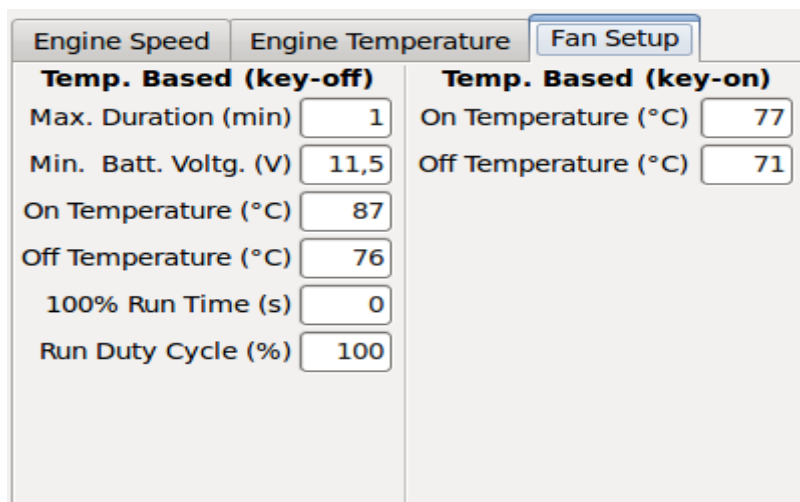 Engine Speed
Engine Temperature
Fan Setup
Temp. Based (key-off)
Max. Duration (min) 1
Min. Batt. Voltg. (V) 11,5
On Temperature (°C) 87
Off Temperature (°C) 76
100% Run Time (s) 0
Run Duty Cycle (%) 100
Temp. Based (key-on)
On Temperature (°C) 77
Off Temperature (°C) 71